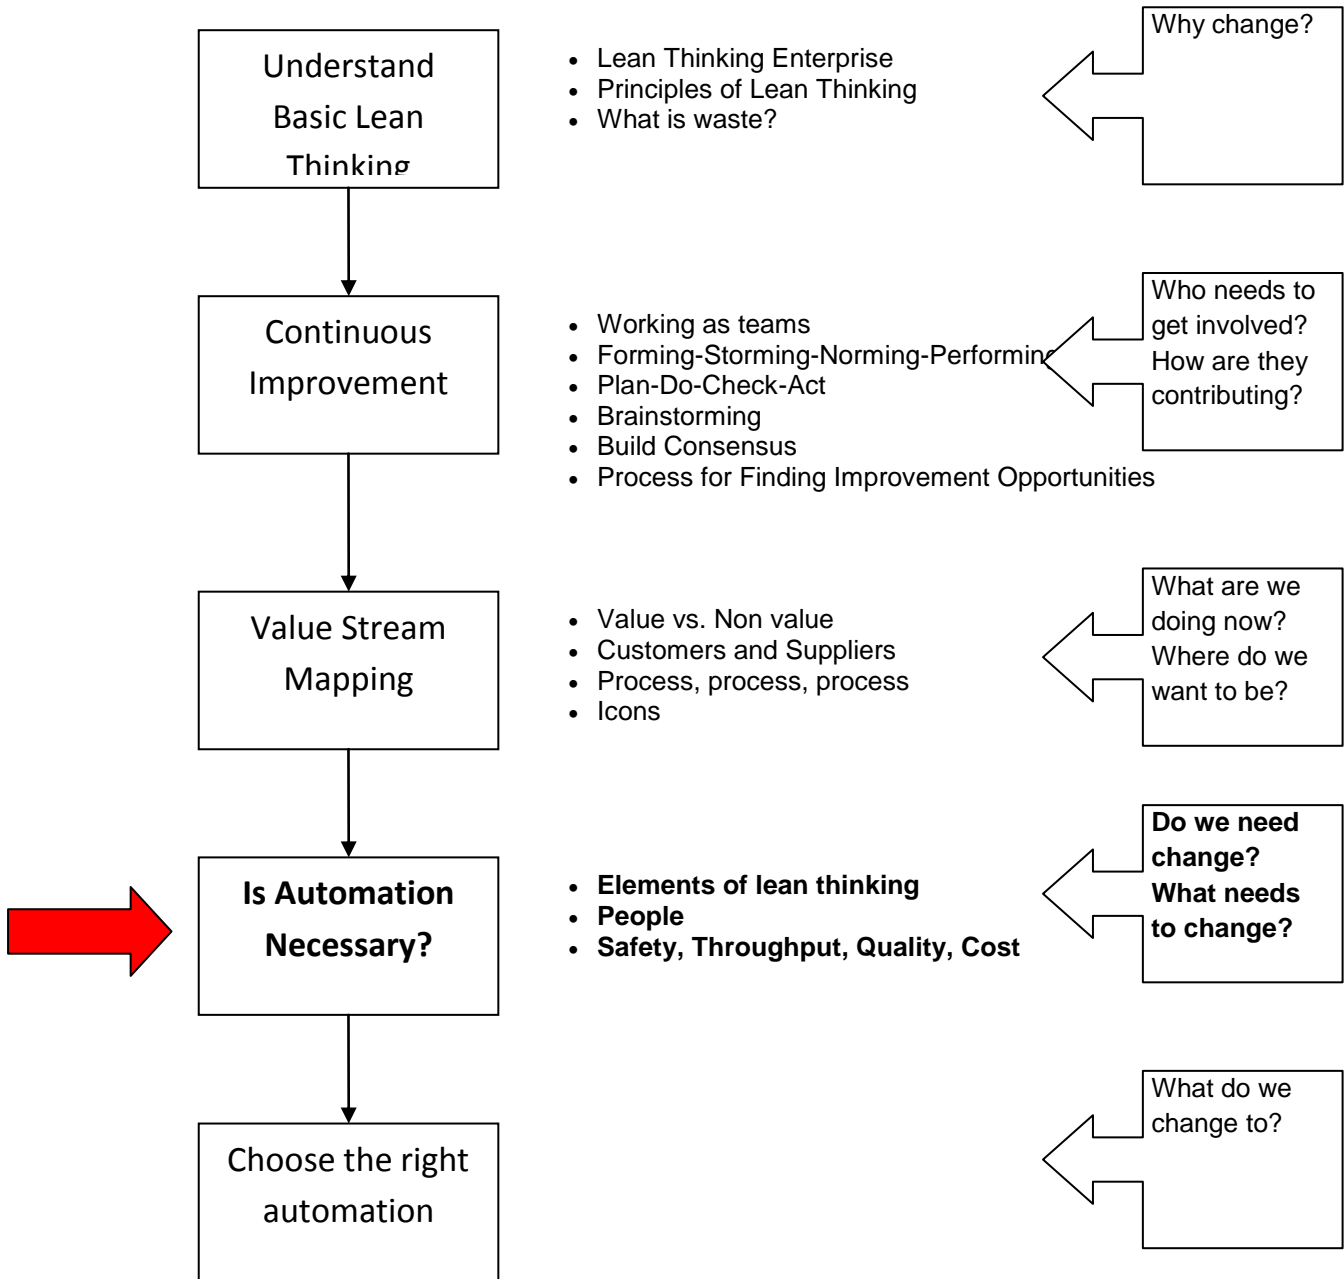 Understand
Basic Lean
Thinking
• Lean Thinking Enterprise
• Principles of Lean Thinking
• What is waste?
Why change?
Continuous
Improvement
• Working as teams
• Forming-Storming-Norming-Performing
• Plan-Do-Check-Act
• Brainstorming
• Build Consensus
• Process for Finding Improvement Opportunities
Who needs to
get involved?
How are they
contributing?
Value Stream
Mapping
• Value vs. Non value
• Customers and Suppliers
• Process, process, process
• Icons
What are we
doing now?
Where do we
want to be?
Is Automation
Necessary?
• Elements of lean thinking
• People
• Safety, Throughput, Quality, Cost
Do we need
change?
What needs
to change?
Choose the right
automation
What do we
change to?